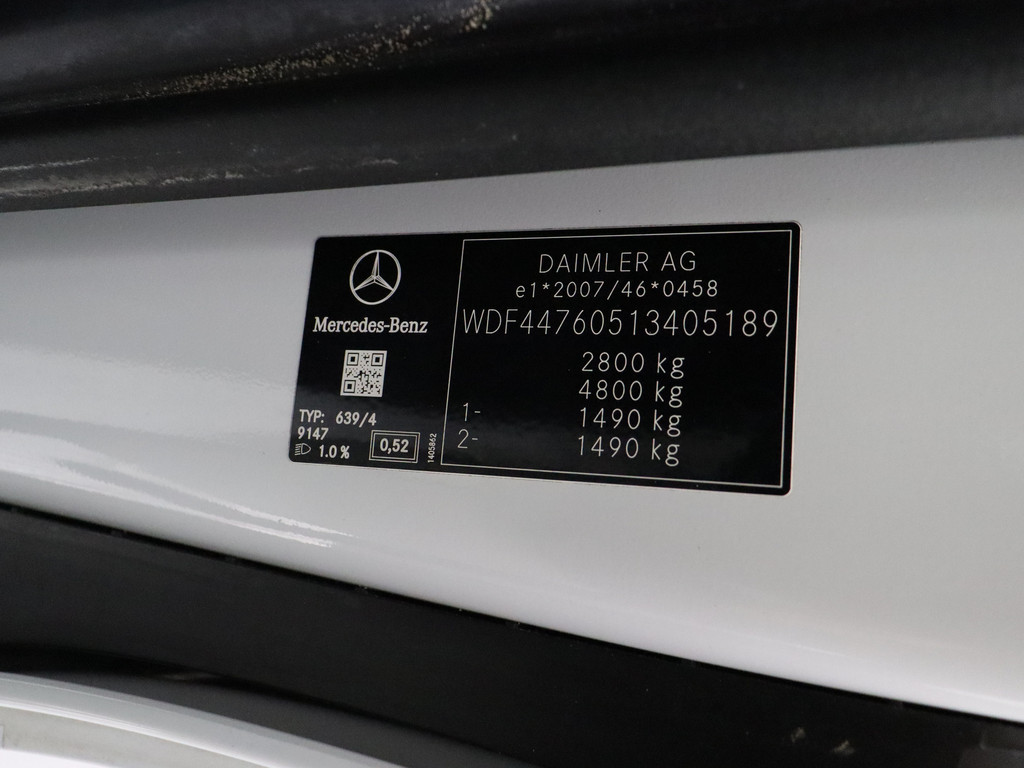 Mercedes-Benz
TYP: 639/4
9147
1.0 %
0,52
1405862
DAIMLER AG
e1*2007/46*0458
WDF44760513405189
2800 kg
4800 kg
1- 1490 kg
2- 1490 kg